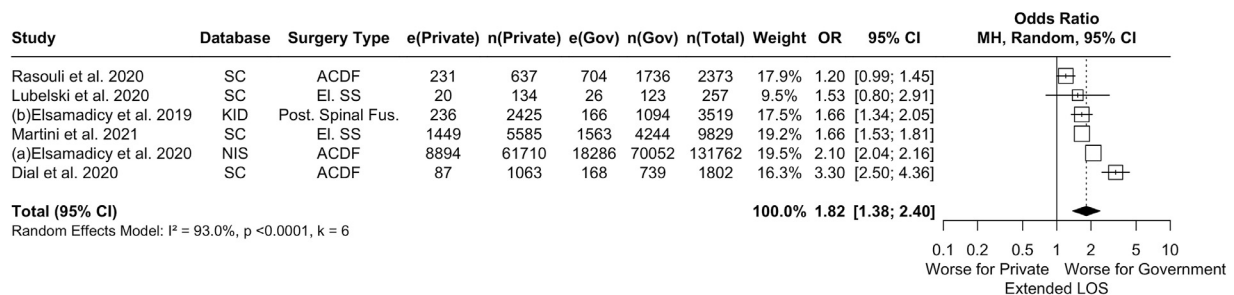 Odds Ratio
Study Database Surgery Type e(Private) n(Private) e(Gov) n(Gov) n(Total) Weight OR 95% CI MH, Random, 95% CI
Rasouli et al. 2020 SC ACDF 231 637 704 1736 2373 17.9% 1.20 [0.99; 1.45]
Lubelski et al. 2020 SC El. SS 20 134 26 123 257 9.5% 1.53 [0.80; 2.91]
(b)Elsamadicy et al. 2019 KID Post. Spinal Fus. 236 2425 166 1094 3519 17.5% 1.66 [1.34; 2.05]
Martini et al. 2021 SC El. SS 1449 5585 1563 4244 9829 19.2% 1.66 [1.53; 1.81]
(a)Elsamadicy et al. 2020 NIS ACDF 8894 61710 18286 70052 131762 19.5% 2.10 [2.04; 2.16]
Dial et al. 2020 SC ACDF 87 1063 168 739 1802 16.3% 3.30 [2.50; 4.36]
Total (95% CI) 100.0% 1.82 [1.38; 2.40]
Random Effects Model: I² = 93.0%, p <0.0001, k = 6
0.1 0.2 0.5 1 2 5 10
Worse for Private Worse for Government
Extended LOS